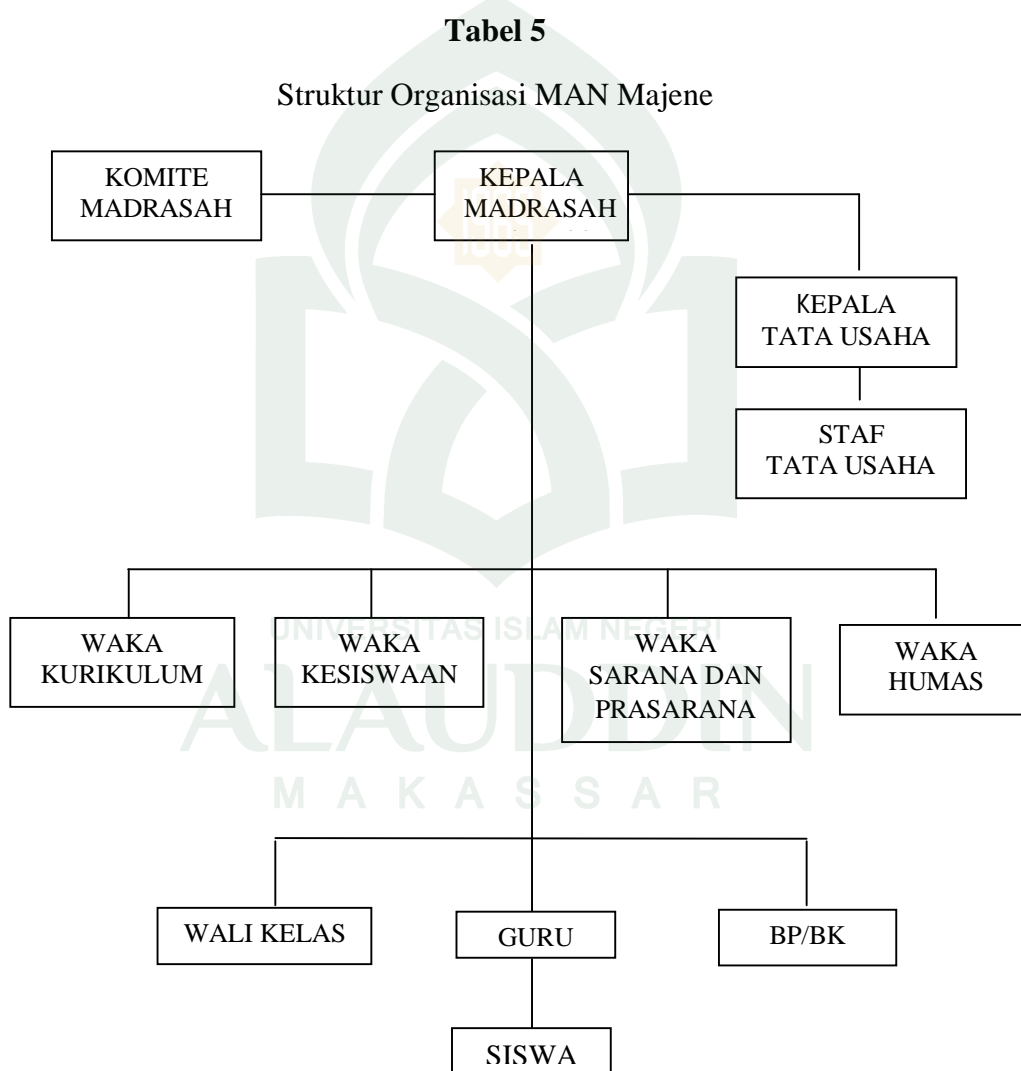 Tabel 5
Struktur Organisasi MAN Majene
KOMITE
MADRASAH
KEPALA
MADRASAH
KEPALA
TATA USAHA
STAF
TATA USAHA
WAKA
KURIKULUM
WAKA
KESISWAAN
WAKA
SARANA DAN
PRASARANA
WAKA
HUMAS
UNIVERSITAS ISLAM NEGERI
ALAUDDIN
MAKASSAR
WALI KELAS
GURU
BP/BK
SISWA